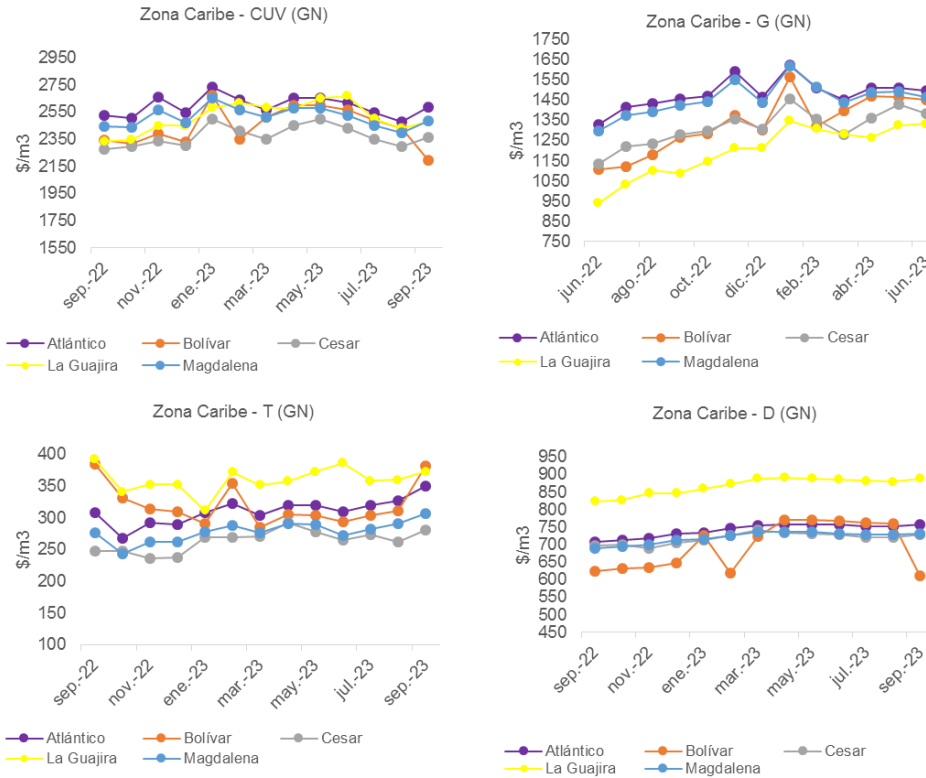 Zona Caribe - CUV (GN)
$/m3
2950
2750
2550
2350
2150
1950
1750
1550
sep.-22
nov.-22
ene.-23
mar.-23
may.-23
jul.-23
sep.-23
Atlántico
Bolívar
Cesar
La Guajira
Magdalena
Zona Caribe - G (GN)
$/m3
1750
1650
1550
1450
1350
1250
1150
1050
950
850
750
jun.-22
ago.-22
oct.-22
dic.-22
feb.-23
abr.-23
jun.-23
Atlántico
Bolívar
Cesar
La Guajira
Magdalena
Zona Caribe - T (GN)
$/m3
400
350
300
250
200
150
100
sep.-22
nov.-22
ene.-23
mar.-23
may.-23
jul.-23
sep.-23
Atlántico
Bolívar
Cesar
La Guajira
Magdalena
Zona Caribe - D (GN)
$/m3
950
900
850
800
750
700
650
600
550
500
450
sep.-22
nov.-22
ene.-23
mar.-23
may.-23
jul.-23
sep.-23
Atlántico
Bolívar
Cesar
La Guajira
Magdalena